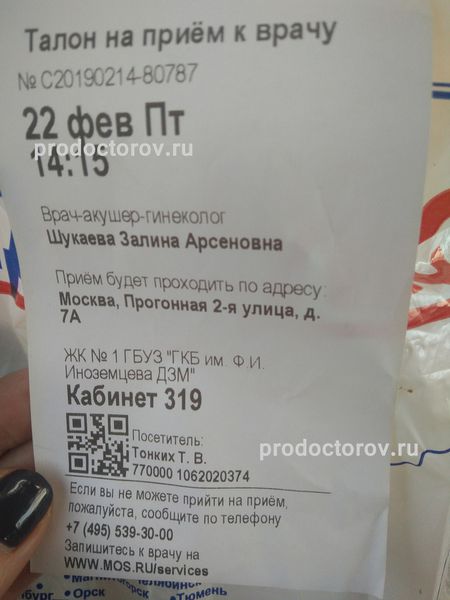 Талон на приём к врачу
№ C20190214-80787
22 фев Пт
14:15
prodoctorov.ru
Врач-акушер-гинеколог
Шукаева Залина Арсеновна
Приём будет проходить по адресу:
Москва, Прогонная 2-я улица, д.
7А
ЖК № 1 ГБУЗ "ГКБ им. Ф.И.
Иноземцева ДЗМ"
Кабинет 319
Посетитель:
prodoctorov.ru
Тонких Т. В.
770000 1062020374
Если вы не можете прийти на приём,
пожалуйста, сообщите по телефону
+7 (495) 539-30-00
Запишитесь к врачу на
WWW.MOS.RU/services
Орск
Тюмень